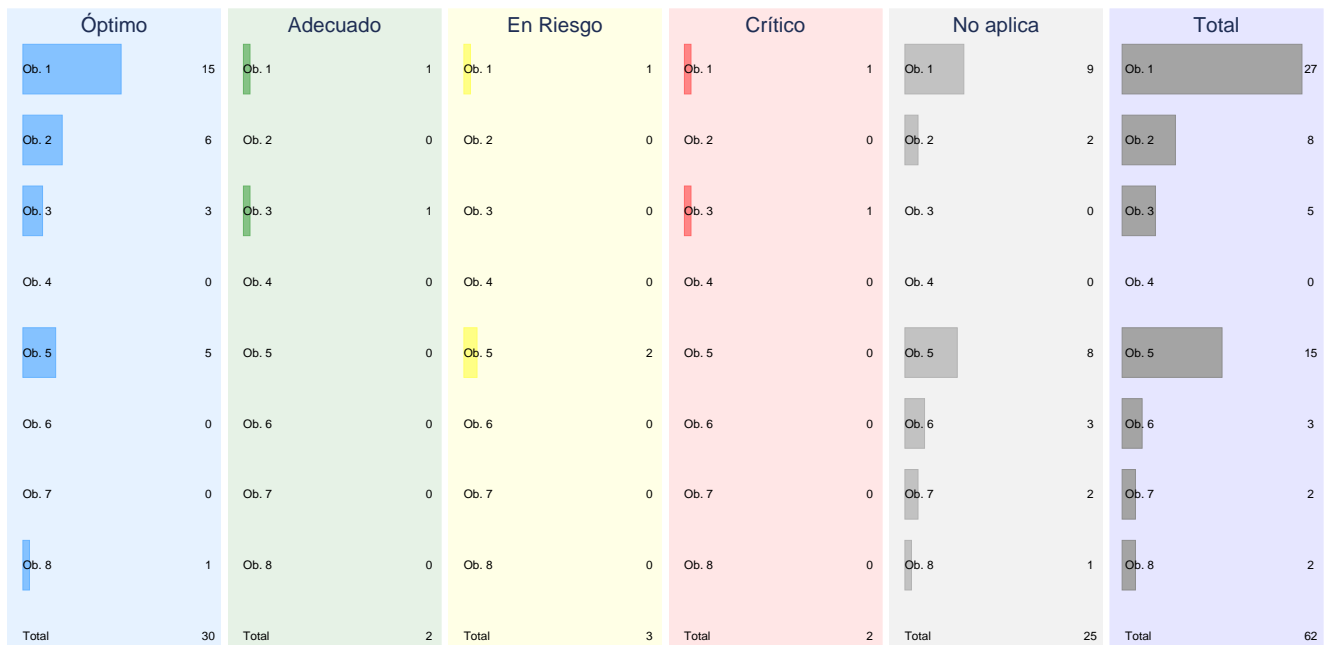 Óptimo Adecuado En Riesgo Crítico No aplica Total
Ob. 1 15 Ob. 1 1 Ob. 1 1 Ob. 1 1 Ob. 1 9 Ob. 1 27
Ob. 2 6 Ob. 2 0 Ob. 2 0 Ob. 2 0 Ob. 2 2 Ob. 2 8
Ob. 3 3 Ob. 3 1 Ob. 3 0 Ob. 3 1 Ob. 3 0 Ob. 3 5
Ob. 4 0 Ob. 4 0 Ob. 4 0 Ob. 4 0 Ob. 4 0 Ob. 4 0
Ob. 5 5 Ob. 5 0 Ob. 5 2 Ob. 5 0 Ob. 5 8 Ob. 5 15
Ob. 6 0 Ob. 6 0 Ob. 6 0 Ob. 6 0 Ob. 6 3 Ob. 6 3
Ob. 7 0 Ob. 7 0 Ob. 7 0 Ob. 7 0 Ob. 7 2 Ob. 7 2
Ob. 8 1 Ob. 8 0 Ob. 8 0 Ob. 8 0 Ob. 8 1 Ob. 8 2
Total 30 Total 2 Total 3 Total 2 Total 25 Total 62